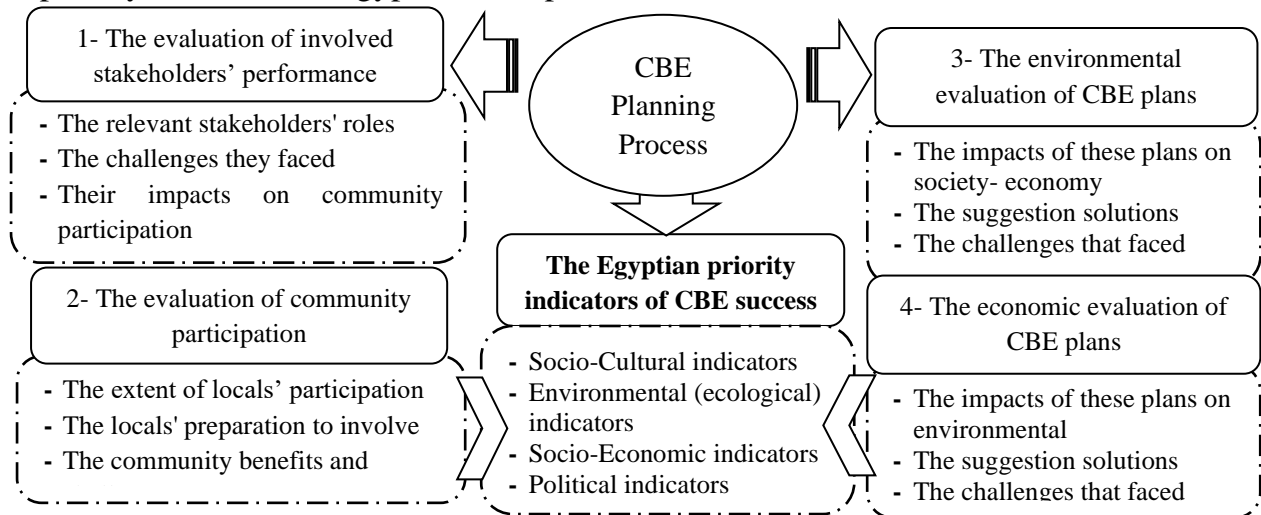 1- The evaluation of involved
stakeholders' performance
- The relevant stakeholders' roles
- The challenges they faced
- Their impacts on community
participation
2- The evaluation of community
participation
- The extent of locals' participation
- The locals' preparation to involve
- The community benefits and
CBE
Planning
Process
The Egyptian priority
indicators of CBE success
- Socio-Cultural indicators
- Environmental (ecological)
indicators
- Socio-Economic indicators
- Political indicators
3- The environmental
evaluation of CBE plans
- The impacts of these plans on
society- economy
- The suggestion solutions
- The challenges that faced
4- The economic evaluation of
CBE plans
- The impacts of these plans on
environmental
- The suggestion solutions
- The challenges that faced